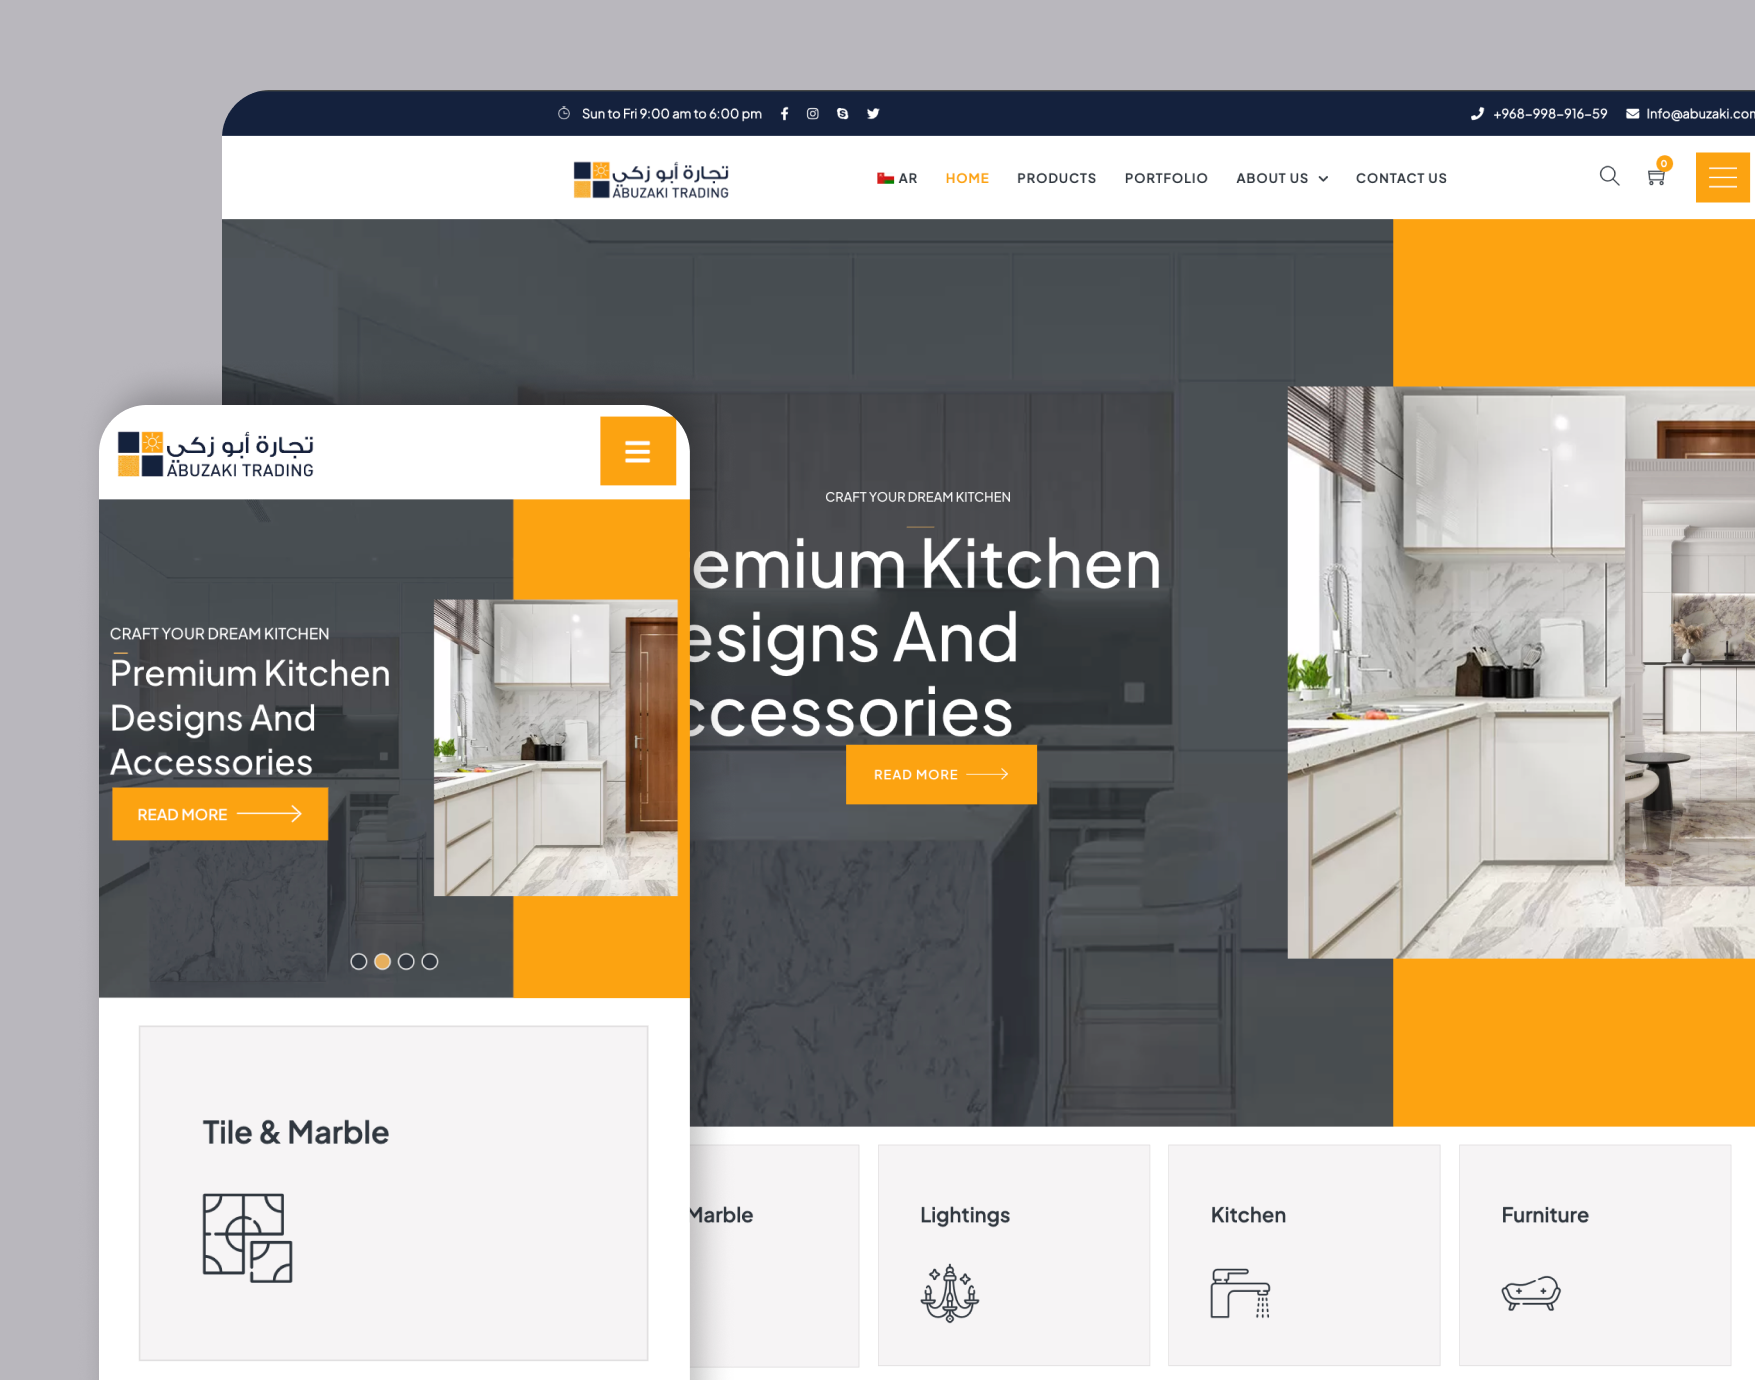 Sun to Fri 9:00 am to 6:00 pm
+968-998-916-59
Info@abuzaki.com
تجارة أبو زكي
ABUZAKI TRADING
AR
HOME
PRODUCTS
PORTFOLIO
ABOUT US
CONTACT US
0
CRAFT YOUR DREAM KITCHEN
emium Kitchen
esigns And
ccessories
READ MORE
Marble
Lightings
Kitchen
Furniture
تجارة أبو زكي
ABUZAKI TRADING
CRAFT YOUR DREAM KITCHEN
Premium Kitchen
Designs And
Accessories
READ MORE
Tile & Marble